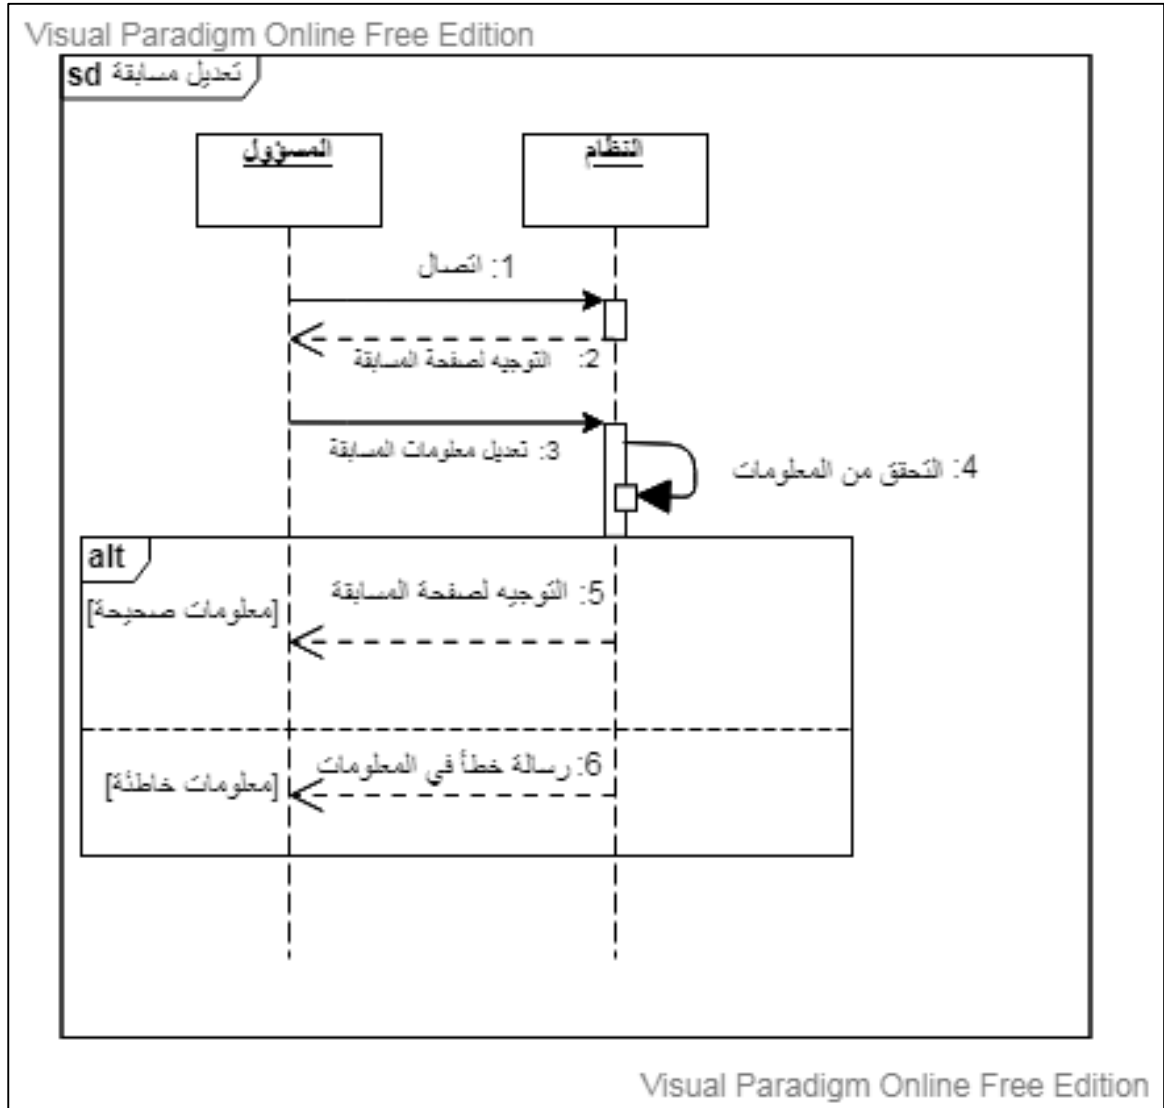 Visual Paradigm Online Free Edition
sd تعديل مسابقة
المسؤول
النظام
1: اتصال
2: التوجيه لصفحة المسابقة
3: تعديل معلومات المسابقة
4: التحقق من المعلومات
alt
5: التوجيه لصفحة المسابقة
[معلومات صحيحة]
6: رسالة خطأ في المعلومات
[معلومات خاطئة]
Visual Paradigm Online Free Edition